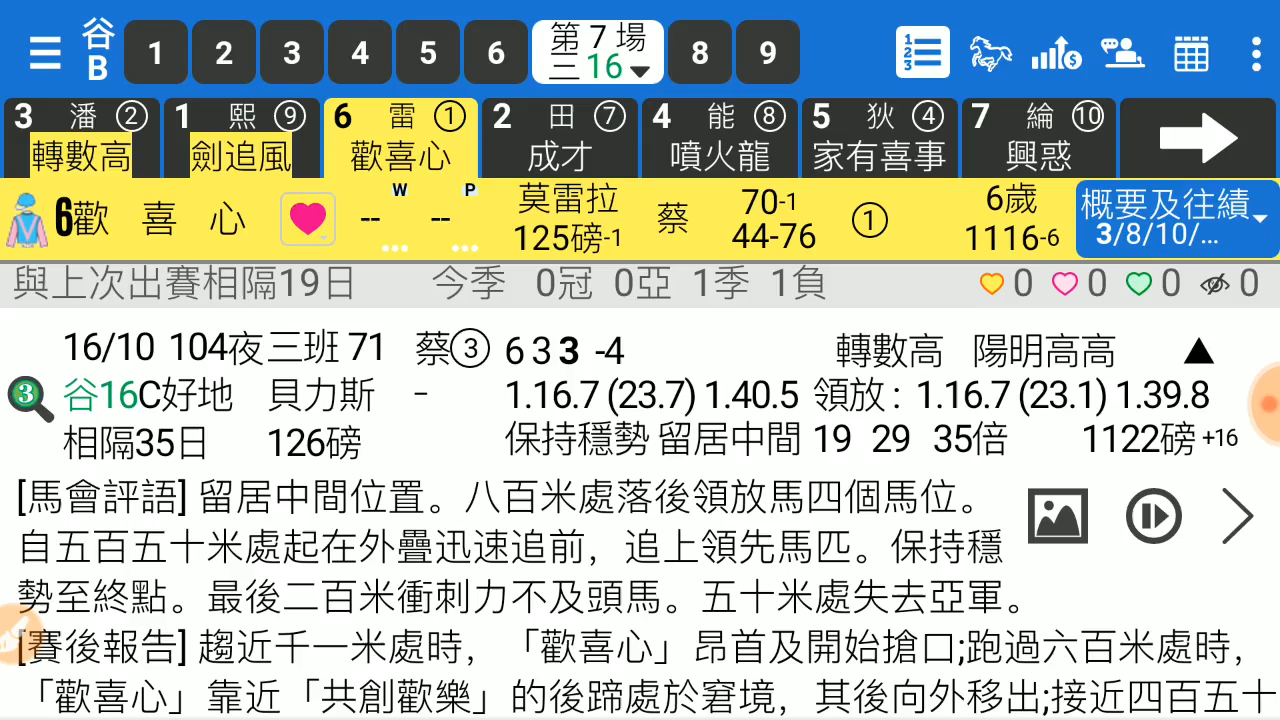 谷 B 1 2 3 4 5 6 第 7 場 三 16 8 9
3 潘 ② 1 熙 ⑨ 6 雷 ① 2 田 ⑦ 4 能 ⑧ 5 狄 ④ 7 綸 ⑩
轉數高 劍追風 歡喜心 成才 噴火龍 家有喜事 興惑
6 歡喜心 -- W -- P 莫雷拉 125磅-1 蔡 70-1 44-76 ① 6歲 1116-6 概要及往績 3/8/10/...
與上次出賽相隔19日 今季 0冠 0亞 1季 1負 0 0 0 0
16/10 104夜 三班 71 蔡③ 6 3 3 -4 轉數高 陽明高高 ▲
3 谷16C好地 貝力斯 - 1.16.7 (23.7) 1.40.5 領放: 1.16.7 (23.1) 1.39.8
相隔35日 126磅 保持穩勢 留居中間 19 29 35倍 1122磅 +16
[馬會評語] 留居中間位置。八百米處落後領放馬四個馬位。
自五百五十米處起在外疊迅速追前，追上領先馬匹。保持穩
勢至終點。最後二百米衝刺力不及頭馬。五十米處失去亞軍。
[賽後報告] 趨近千一米處時，「歡喜心」昂首及開始搶口;跑過六百米處時，
「歡喜心」靠近「共創歡樂」的後蹄處於窘境，其後向外移出;接近四百五十